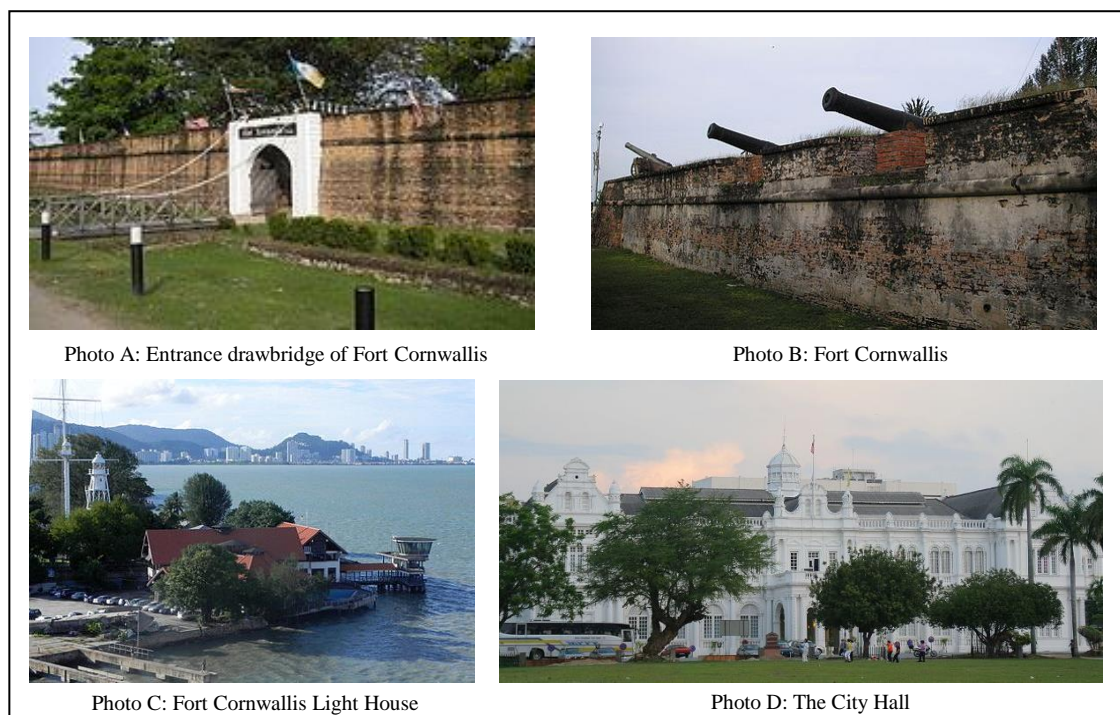 Photo A: Entrance drawbridge of Fort Cornwallis
Photo B: Fort Cornwallis
Photo C: Fort Cornwallis Light House
Photo D: The City Hall